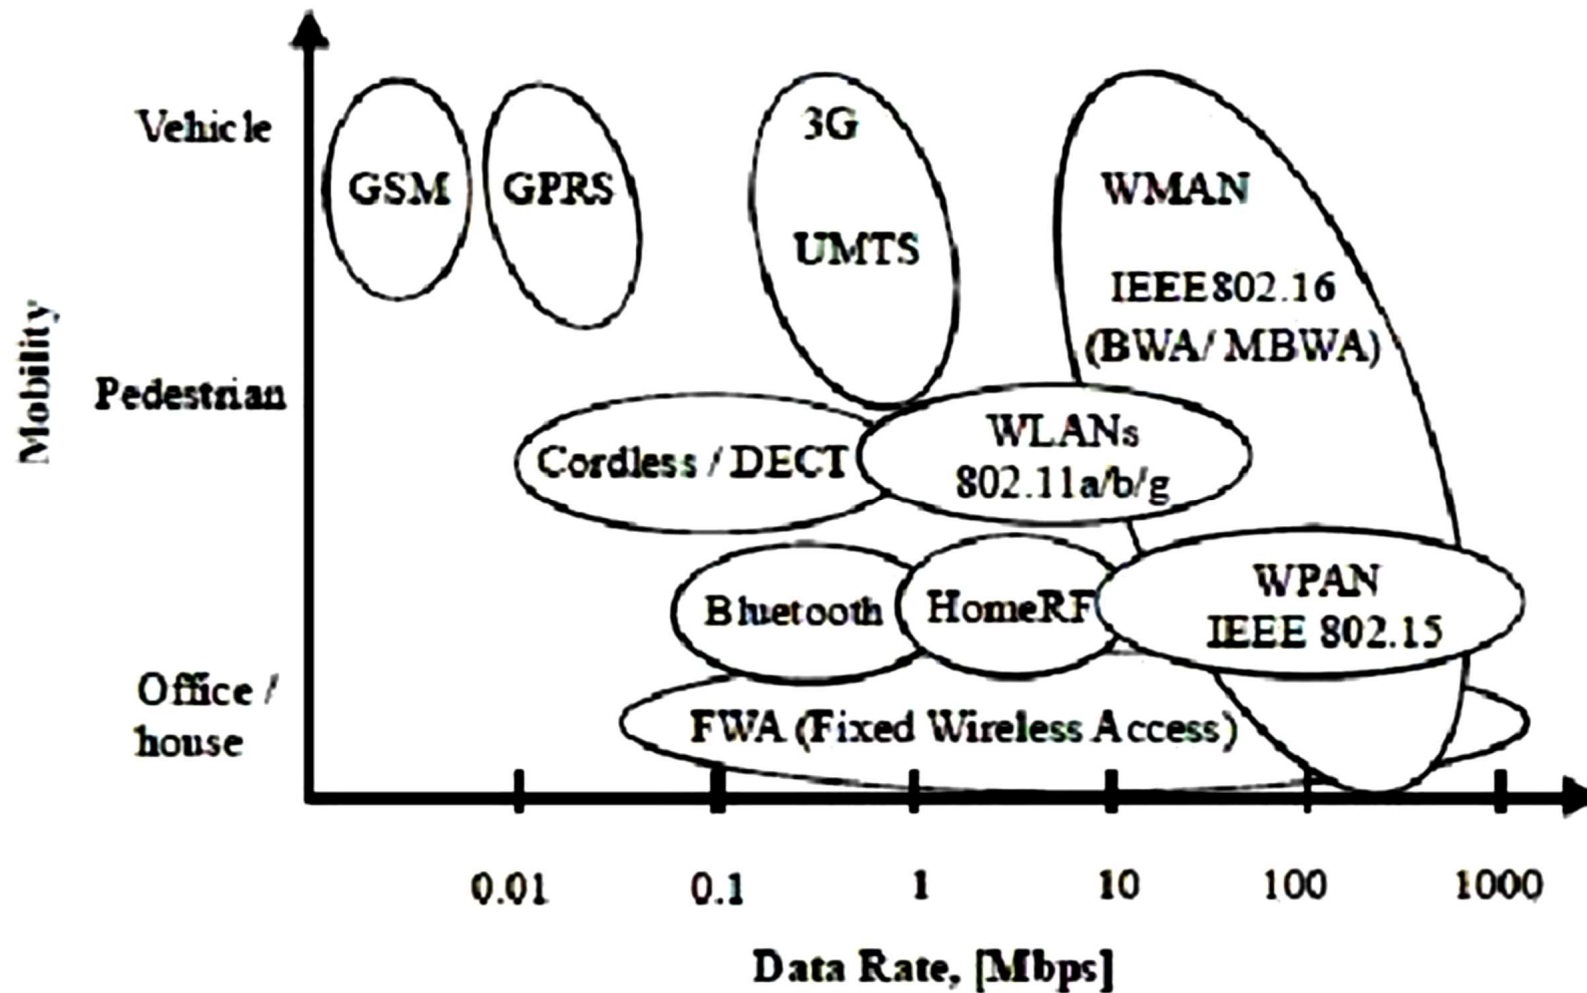 Vehicle
GSM
GPRS
3G
UMTS
WMAN
IEEE802.16
(BWA/ MBWA)
Mobility
Pedestrian
Cordless / DECT
WLANs
802.11a/b/g
Bluetooth
HomeRF
WPAN
IEEE 802.15
Office /
house
FWA (Fixed Wireless Access)
0.01
0.1
1
10
100
1000
Data Rate, [Mbps]